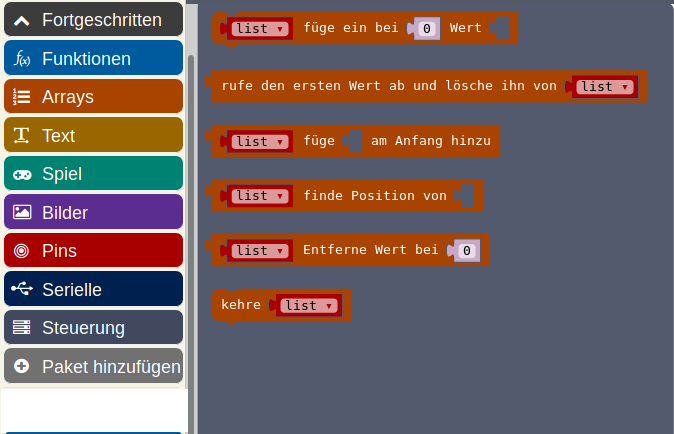 Fortgeschritten
Funktionen
Arrays
Text
Spiel
Bilder
Pins
Serielle
Steuerung
Paket hinzufügen
list füge ein bei 0 Wert
rufe den ersten Wert ab und lösche ihn von list
list füge am Anfang hinzu
list finde Position von
list Entferne Wert bei 0
kehre list